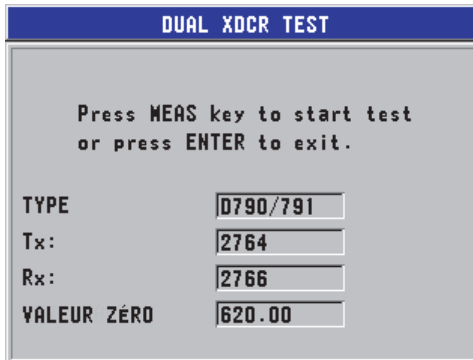 DUAL XDCR TEST
Press MEAS key to start test
or press ENTER to exit.
TYPE D790/791
Tx: 2764
Rx: 2766
VALEUR ZÉRO 620.00